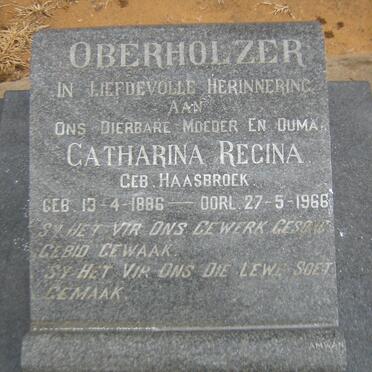 OBERHOLZER
IN LIEFDEVOLLE HERINNERING
AAN
ONS DIERBARE MOEDER EN OUMA
CATHARINA REGINA
GEB. HAASBROEK.
GEB. 13-4-1886 — OORL. 27-5-1966
SY HET VIR ONS GEWERK GESORG
GEBID GEWAAK.
SY HET VIR ONS DIE LEWE SOET
GEMAAK.